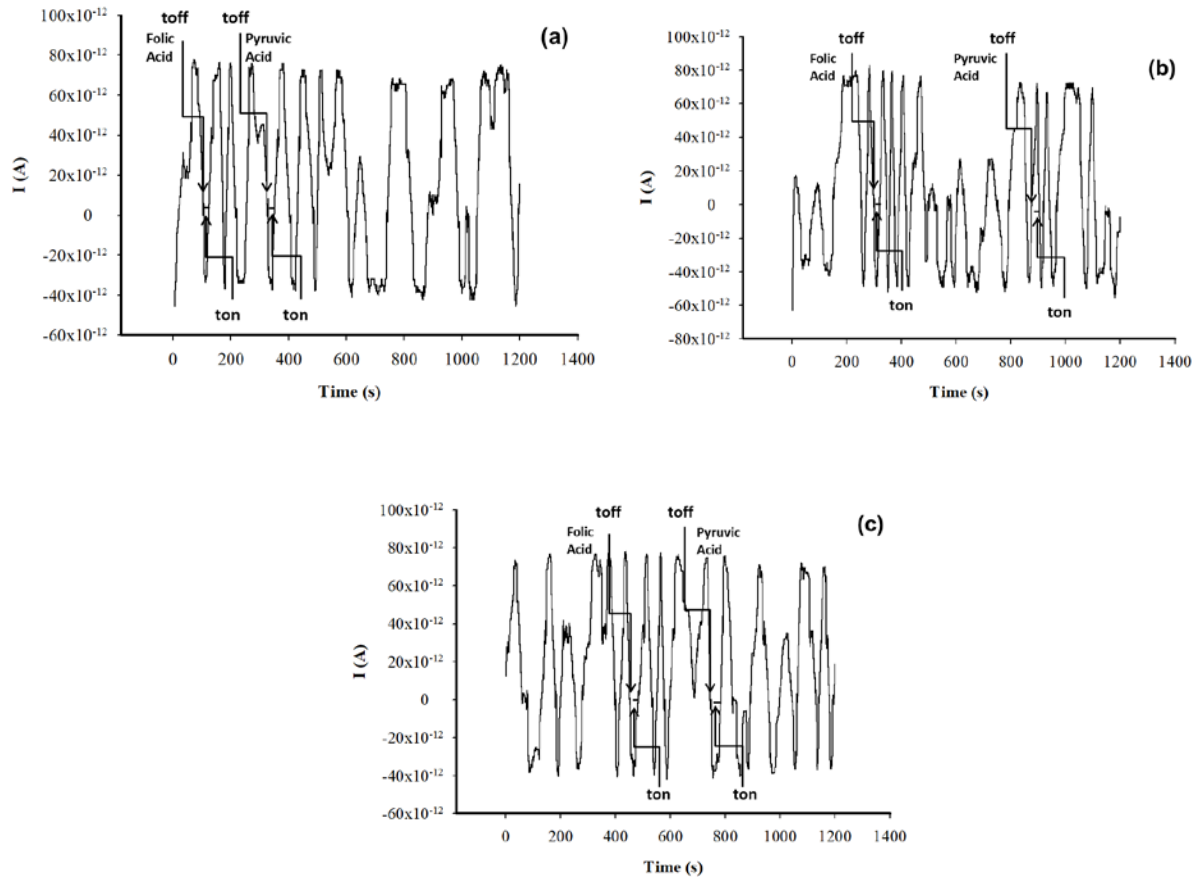 toff toff
Folic Acid
Pyruvic Acid
(a)
100x10⁻¹²
80x10⁻¹²
60x10⁻¹²
40x10⁻¹²
20x10⁻¹²
0
-20x10⁻¹²
-40x10⁻¹²
-60x10⁻¹²
I (A)
ton ton
0 200 400 600 800 1000 1200 1400
Time (s)
toff toff
Folic Acid
Pyruvic Acid
(b)
100x10⁻¹²
80x10⁻¹²
60x10⁻¹²
40x10⁻¹²
20x10⁻¹²
0
-20x10⁻¹²
-40x10⁻¹²
-60x10⁻¹²
-80x10⁻¹²
I (A)
ton ton
0 200 400 600 800 1000 1200 1400
Time (s)
toff toff
Folic Acid
Pyruvic Acid
(c)
100x10⁻¹²
80x10⁻¹²
60x10⁻¹²
40x10⁻¹²
20x10⁻¹²
0
-20x10⁻¹²
-40x10⁻¹²
-60x10⁻¹²
I (A)
ton ton
0 200 400 600 800 1000 1200 1400
Time (s)